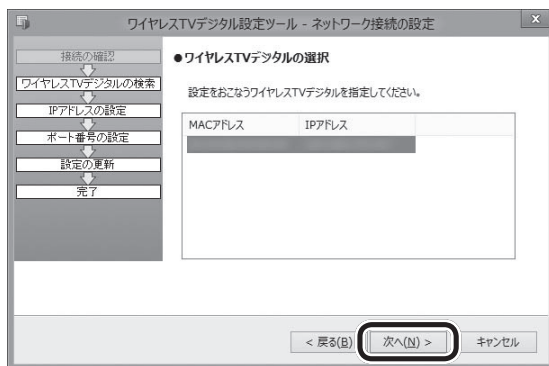 ワイヤレスTVデジタル設定ツール - ネットワーク接続の設定
接続の確認
ワイヤレスTVデジタルの検索
IPアドレスの設定
ポート番号の設定
設定の更新
完了
●ワイヤレスTVデジタルの選択
設定をおこなうワイヤレスTVデジタルを指定してください。
MACアドレス IPアドレス
< 戻る(B) 次へ(N) > キャンセル